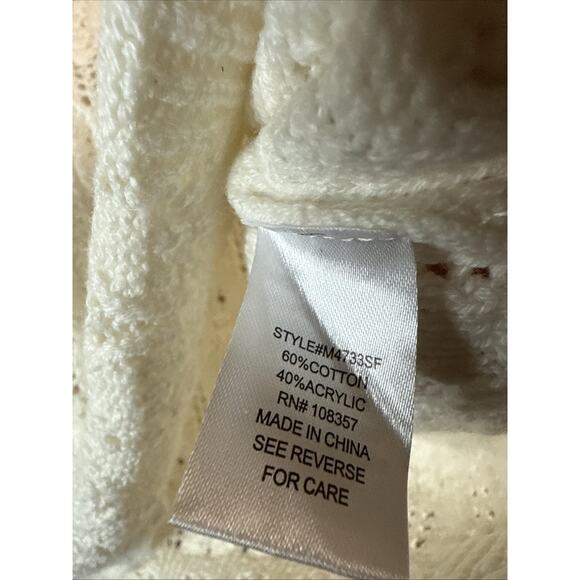 STYLE#M4733SF
60%COTTON
40%ACRYLIC
RN# 108357
MADE IN CHINA
SEE REVERSE
FOR CARE